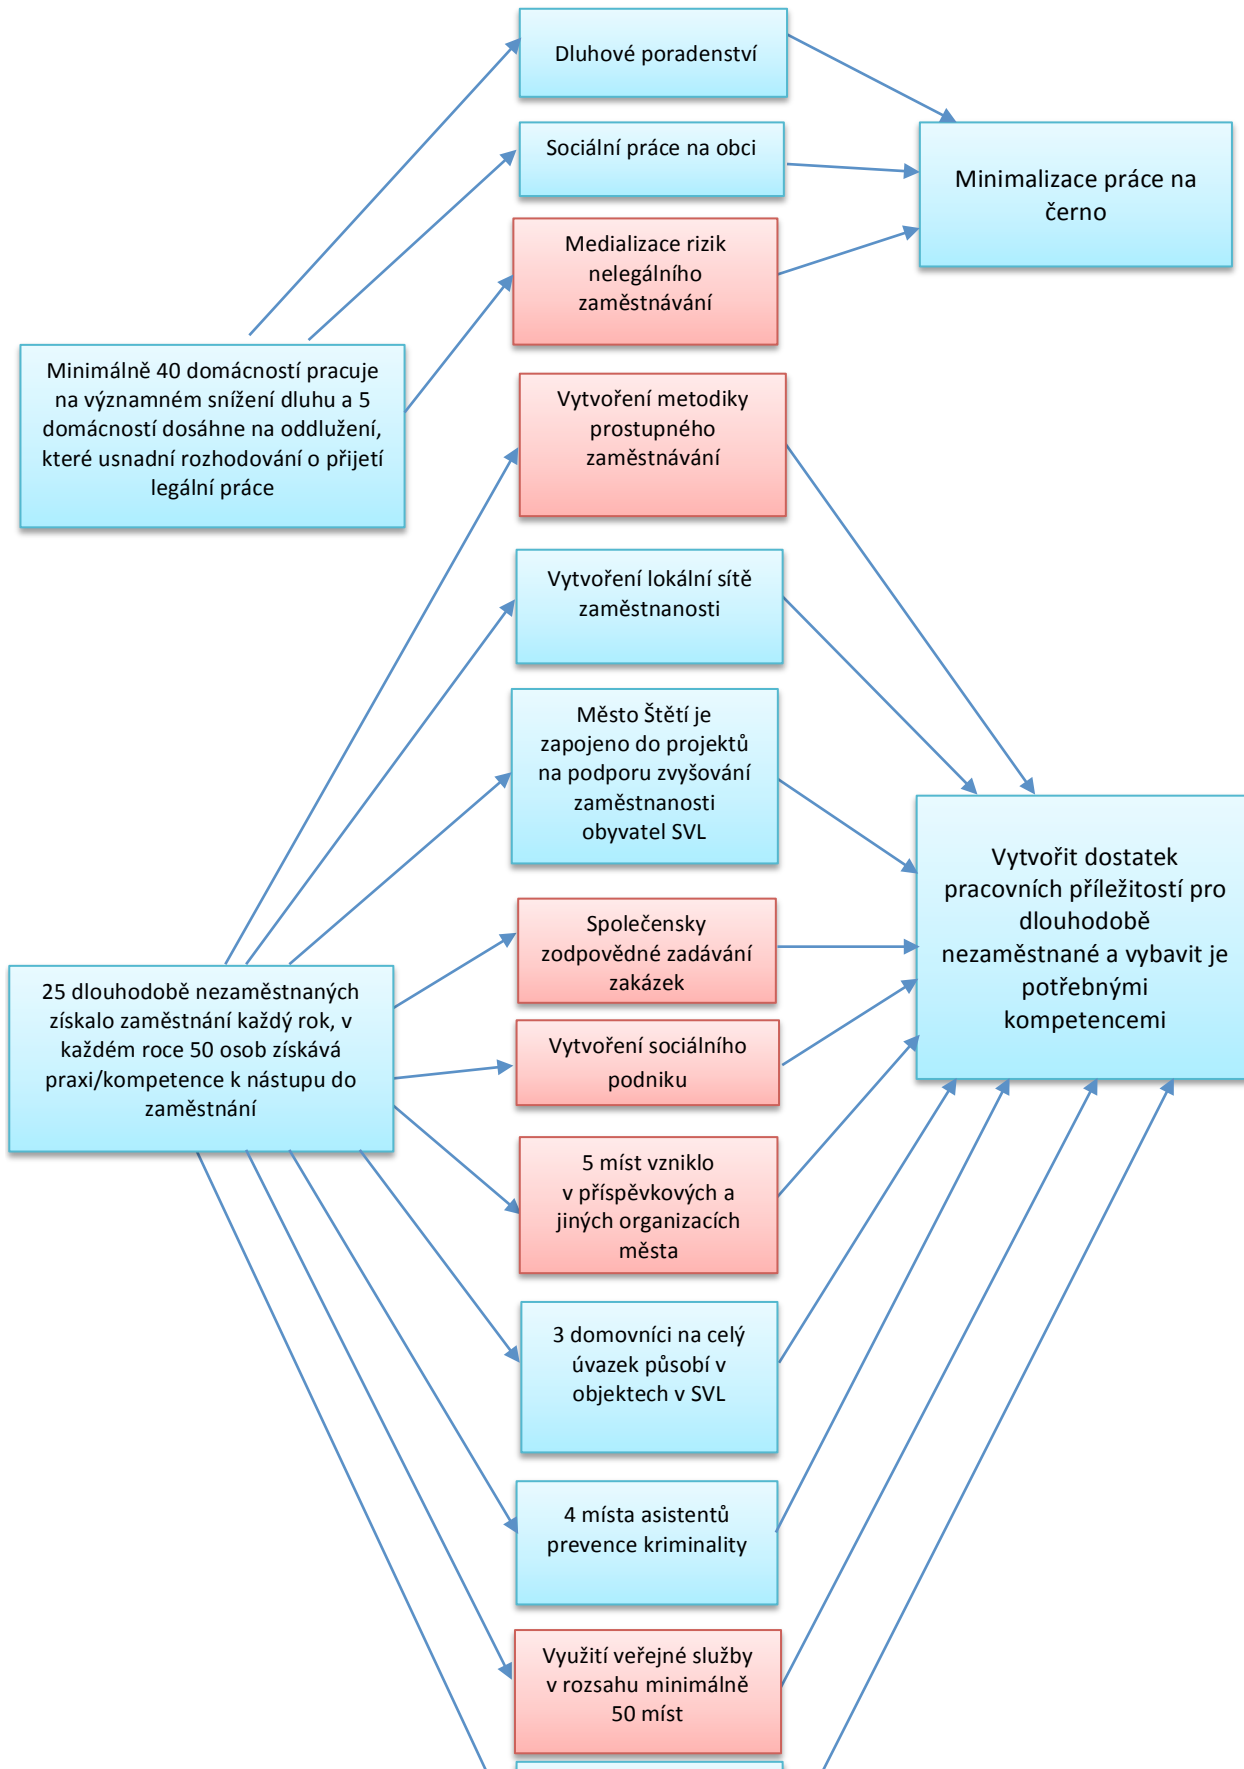 Dluhové poradenství
Sociální práce na obci
Minimalizace práce na
černo
Medializace rizik
nelegálního
zaměstnávání
Minimálně 40 domácností pracuje
na významném snížení dluhu a 5
domácností dosáhne na oddlužení,
které usnadní rozhodování o přijetí
legální práce
Vytvoření metodiky
prostupného
zaměstnávání
Vytvoření lokální sítě
zaměstnanosti
Město Štětí je
zapojeno do projektů
na podporu zvyšování
zaměstnanosti
obyvatel SVL
Vytvořit dostatek
pracovních příležitostí pro
dlouhodobě
nezaměstnané a vybavit je
potřebnými
kompetencemi
Společensky
zodpovědné zadávání
zakázek
25 dlouhodobě nezaměstnaných
získalo zaměstnání každý rok, v
každém roce 50 osob získává
praxi/kompetence k nástupu do
zaměstnání
Vytvoření sociálního
podniku
5 míst vzniklo
v příspěvkových a
jiných organizacích
města
3 domovníci na celý
úvazek působí v
objektech v SVL
4 místa asistentů
prevence kriminality
Využití veřejné služby
v rozsahu minimálně
50 míst